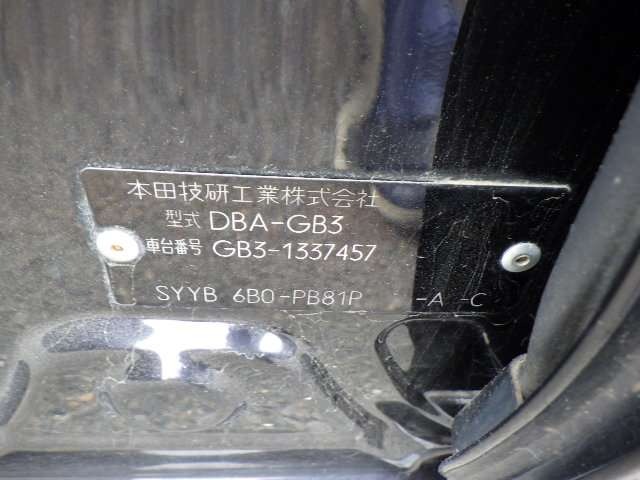 本田技研工業株式会社
型式 DBA-GB3
車台番号 GB3-1337457
SYYB 6B0-PB81P -A -C